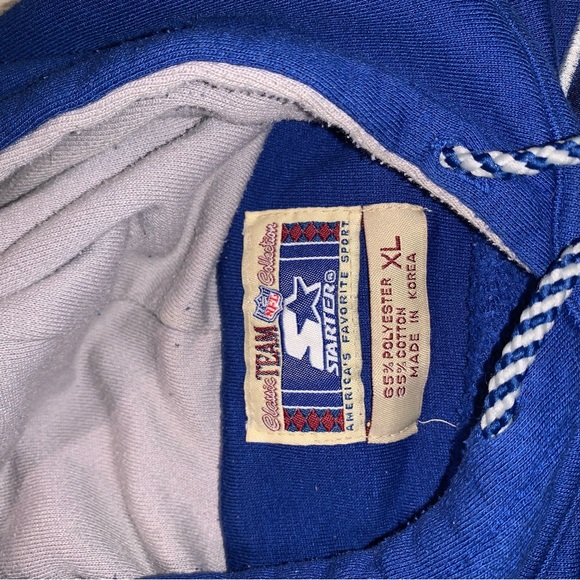 Classic TEAM Collection
NFL
STARTER®
AMERICA'S FAVORITE SPORT
XL
65% POLYESTER
35% COTTON
MADE IN KOREA